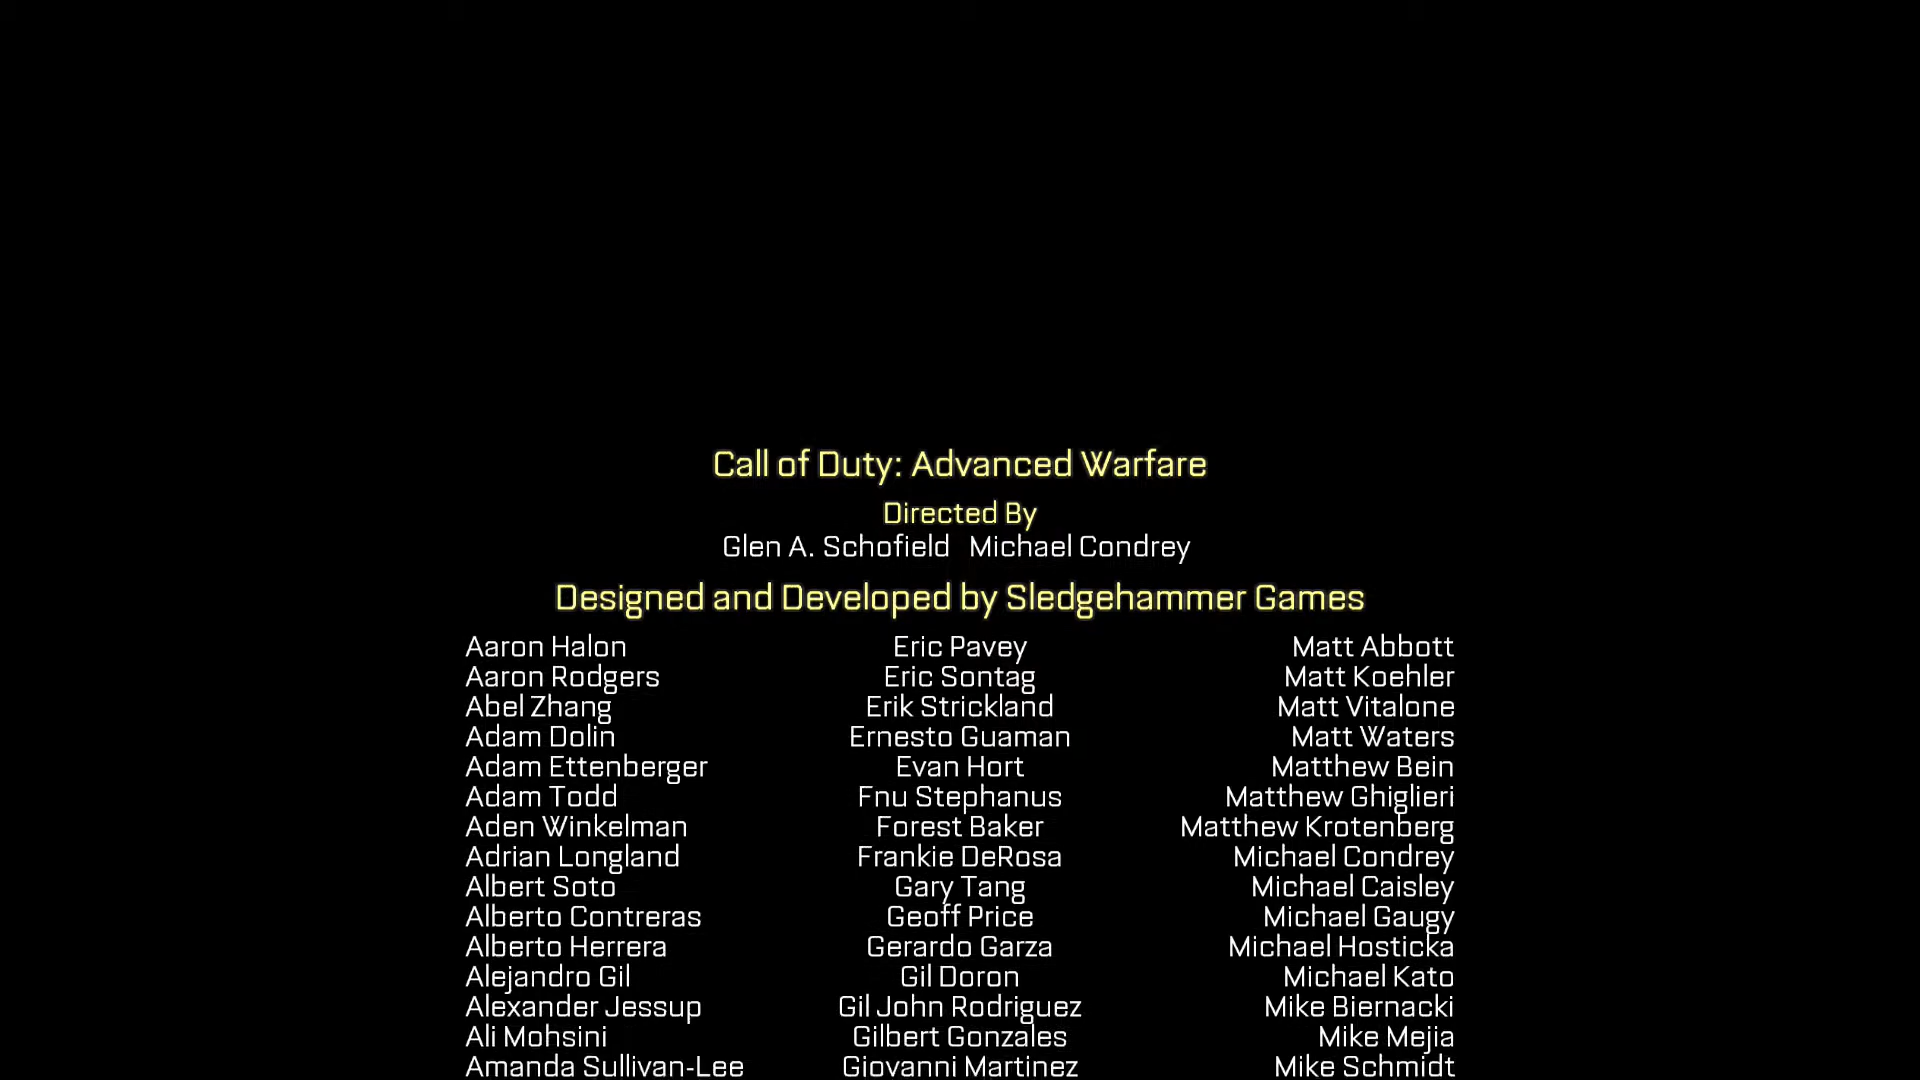 Call of Duty: Advanced Warfare
Directed By
Glen A. Schofield Michael Condrey
Designed and Developed by Sledgehammer Games
Aaron Halon Eric Pavey Matt Abbott
Aaron Rodgers Eric Sontag Matt Koehler
Abel Zhang Erik Strickland Matt Vitalone
Adam Dolin Ernesto Guaman Matt Waters
Adam Ettenberger Evan Hort Matthew Bein
Adam Todd Fnu Stephanus Matthew Ghiglieri
Aden Winkelman Forest Baker Matthew Krotenberg
Adrian Longland Frankie DeRosa Michael Condrey
Albert Soto Gary Tang Michael Caisley
Alberto Contreras Geoff Price Michael Gaugy
Alberto Herrera Gerardo Garza Michael Hosticka
Alejandro Gil Gil Doron Michael Kato
Alexander Jessup Gil John Rodriguez Mike Biernacki
Ali Mohsini Gilbert Gonzales Mike Mejia
Amanda Sullivan-Lee Giovanni Martinez Mike Schmidt